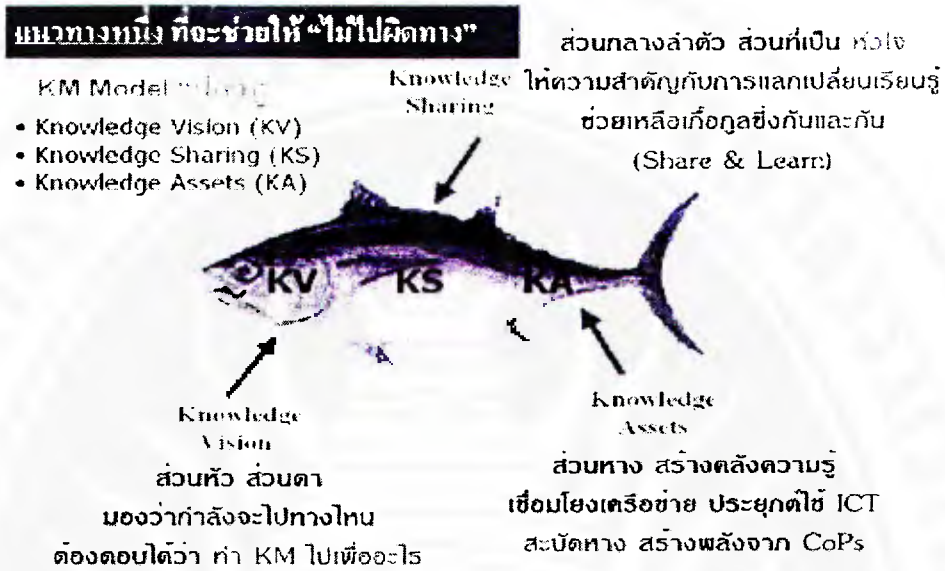 แนวทางหนึ่ง ที่จะช่วยให้ “ไม่ไปผิดทาง”
KM Model
• Knowledge Vision (KV)
• Knowledge Sharing (KS)
• Knowledge Assets (KA)
Knowledge
Sharing
ส่วนกลางลำตัว ส่วนที่เป็น หัวใจ
ให้ความสำคัญกับการแลกเปลี่ยนเรียนรู้
ช่วยเหลือเกื้อกูลซึ่งกันและกัน
(Share & Learn)
KV
KS
KA
Knowledge
Vision
ส่วนหัว ส่วนตา
มองว่ากำลังจะไปทางไหน
ต้องตอบได้ว่า ทำ KM ไปเพื่ออะไร
Knowledge
Assets
ส่วนหาง สร้างคลังความรู้
เชื่อมโยงเครือข่าย ประยุกต์ใช้ ICT
สะบัดหาง สร้างพลังจาก CoPs